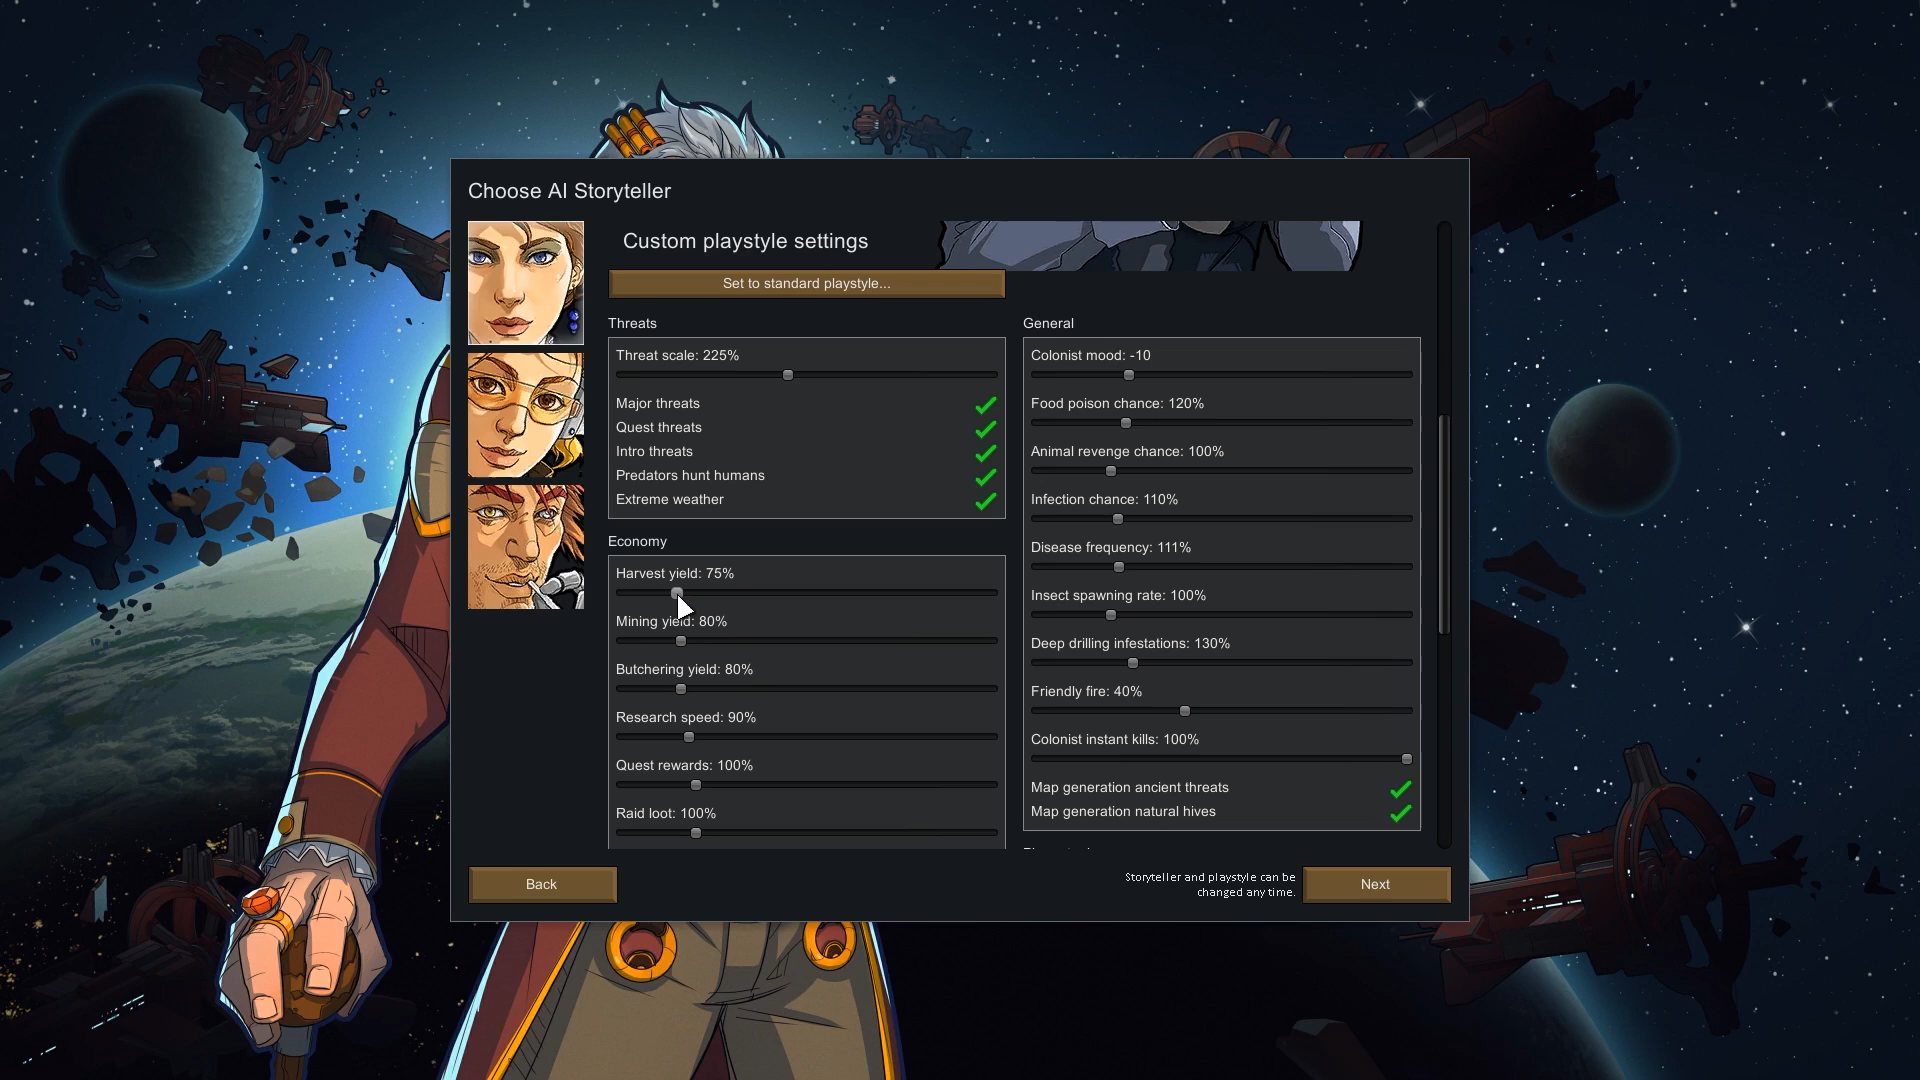 Choose AI Storyteller
Custom playstyle settings
Set to standard playstyle...
Threats
Threat scale: 225%
Major threats
Quest threats
Intro threats
Predators hunt humans
Extreme weather
Economy
Harvest yield: 75%
Mining yield: 80%
Butchering yield: 80%
Research speed: 90%
Quest rewards: 100%
Raid loot: 100%
General
Colonist mood: -10
Food poison chance: 120%
Animal revenge chance: 100%
Infection chance: 110%
Disease frequency: 111%
Insect spawning rate: 100%
Deep drilling infestations: 130%
Friendly fire: 40%
Colonist instant kills: 100%
Map generation ancient threats
Map generation natural hives
Back
Storyteller and playstyle can be
changed any time.
Next